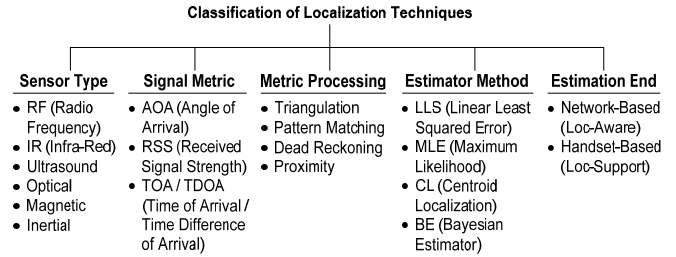 Classification of Localization Techniques
Sensor Type
• RF (Radio
Frequency)
• IR (Infra-Red)
• Ultrasound
• Optical
• Magnetic
• Inertial
Signal Metric
• AOA (Angle of
Arrival)
• RSS (Received
Signal Strength)
• TOA / TDOA
(Time of Arrival /
Time Difference
of Arrival)
Metric Processing
• Triangulation
• Pattern Matching
• Dead Reckoning
• Proximity
Estimator Method
• LLS (Linear Least
Squared Error)
• MLE (Maximum
Likelihood)
• CL (Centroid
Localization)
• BE (Bayesian
Estimator)
Estimation End
• Network-Based
(Loc-Aware)
• Handset-Based
(Loc-Support)